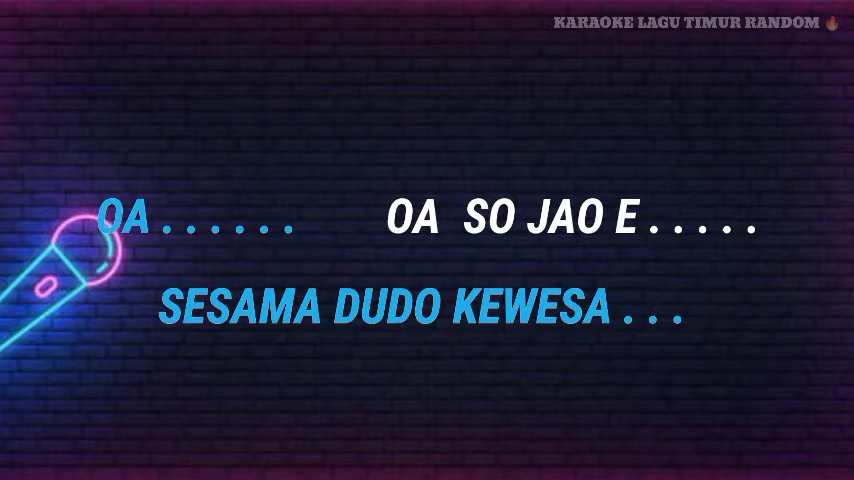 KARAOKE LAGU TIMUR RANDOM 🔥
OA . . . . . . OA SO JAO E . . . . .
SESAMA DUDO KEWESA . . .